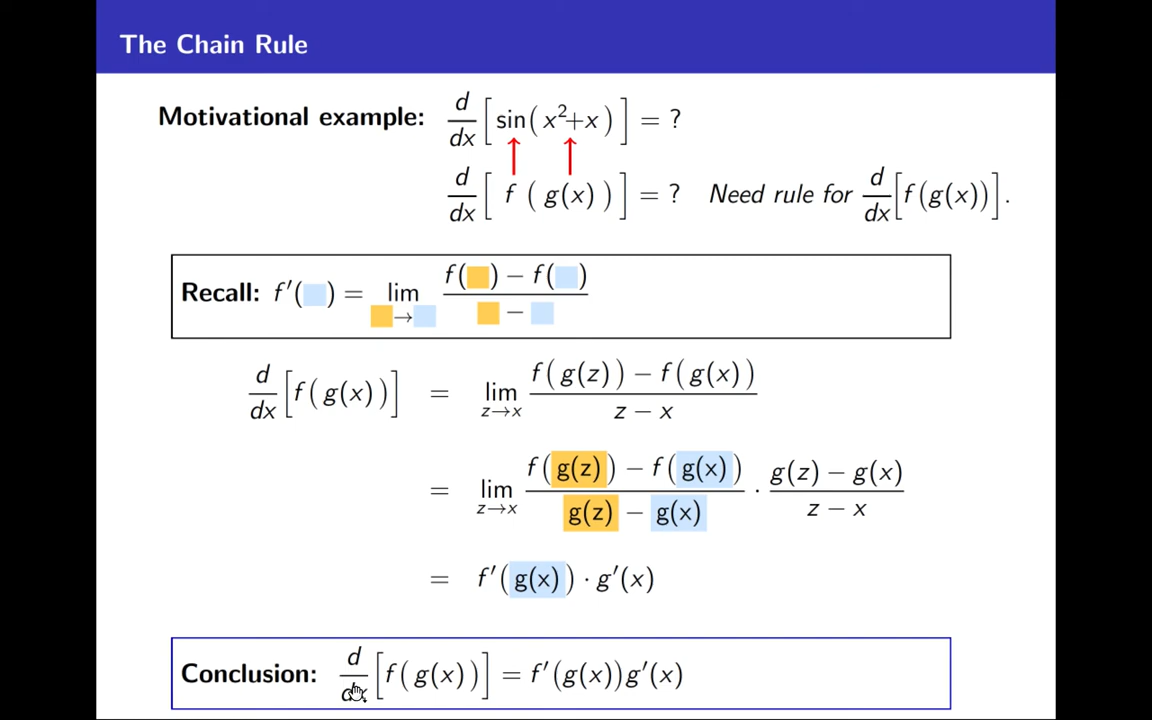 The Chain Rule
Motivational example: d/dx [sin(x²+x)] = ?
d/dx [f(g(x))] = ? Need rule for d/dx [f(g(x))].
Recall: f′(□) = lim □→□ (f(□) − f(□))/(□ − □)
d/dx [f(g(x))] = lim z→x (f(g(z)) − f(g(x)))/(z − x)
= lim z→x (f(g(z)) − f(g(x)))/(g(z) − g(x)) · (g(z) − g(x))/(z − x)
= f′(g(x)) · g′(x)
Conclusion: d/dx [f(g(x))] = f′(g(x))g′(x)